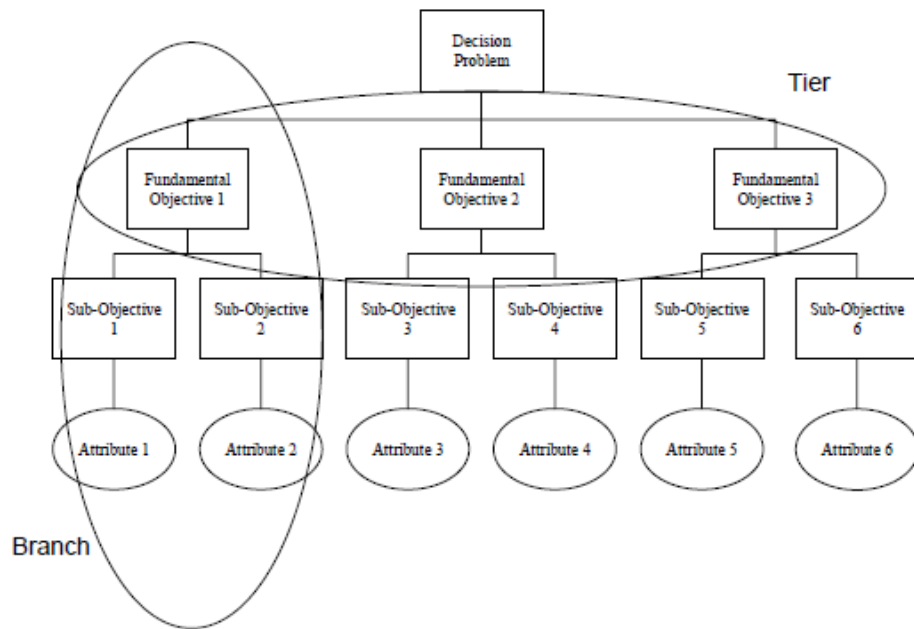 Decision
Problem
Tier
Fundamental
Objective 1
Fundamental
Objective 2
Fundamental
Objective 3
Sub-Objective
1
Sub-Objective
2
Sub-Objective
3
Sub-Objective
4
Sub-Objective
5
Sub-Objective
6
Attribute 1
Attribute 2
Attribute 3
Attribute 4
Attribute 5
Attribute 6
Branch